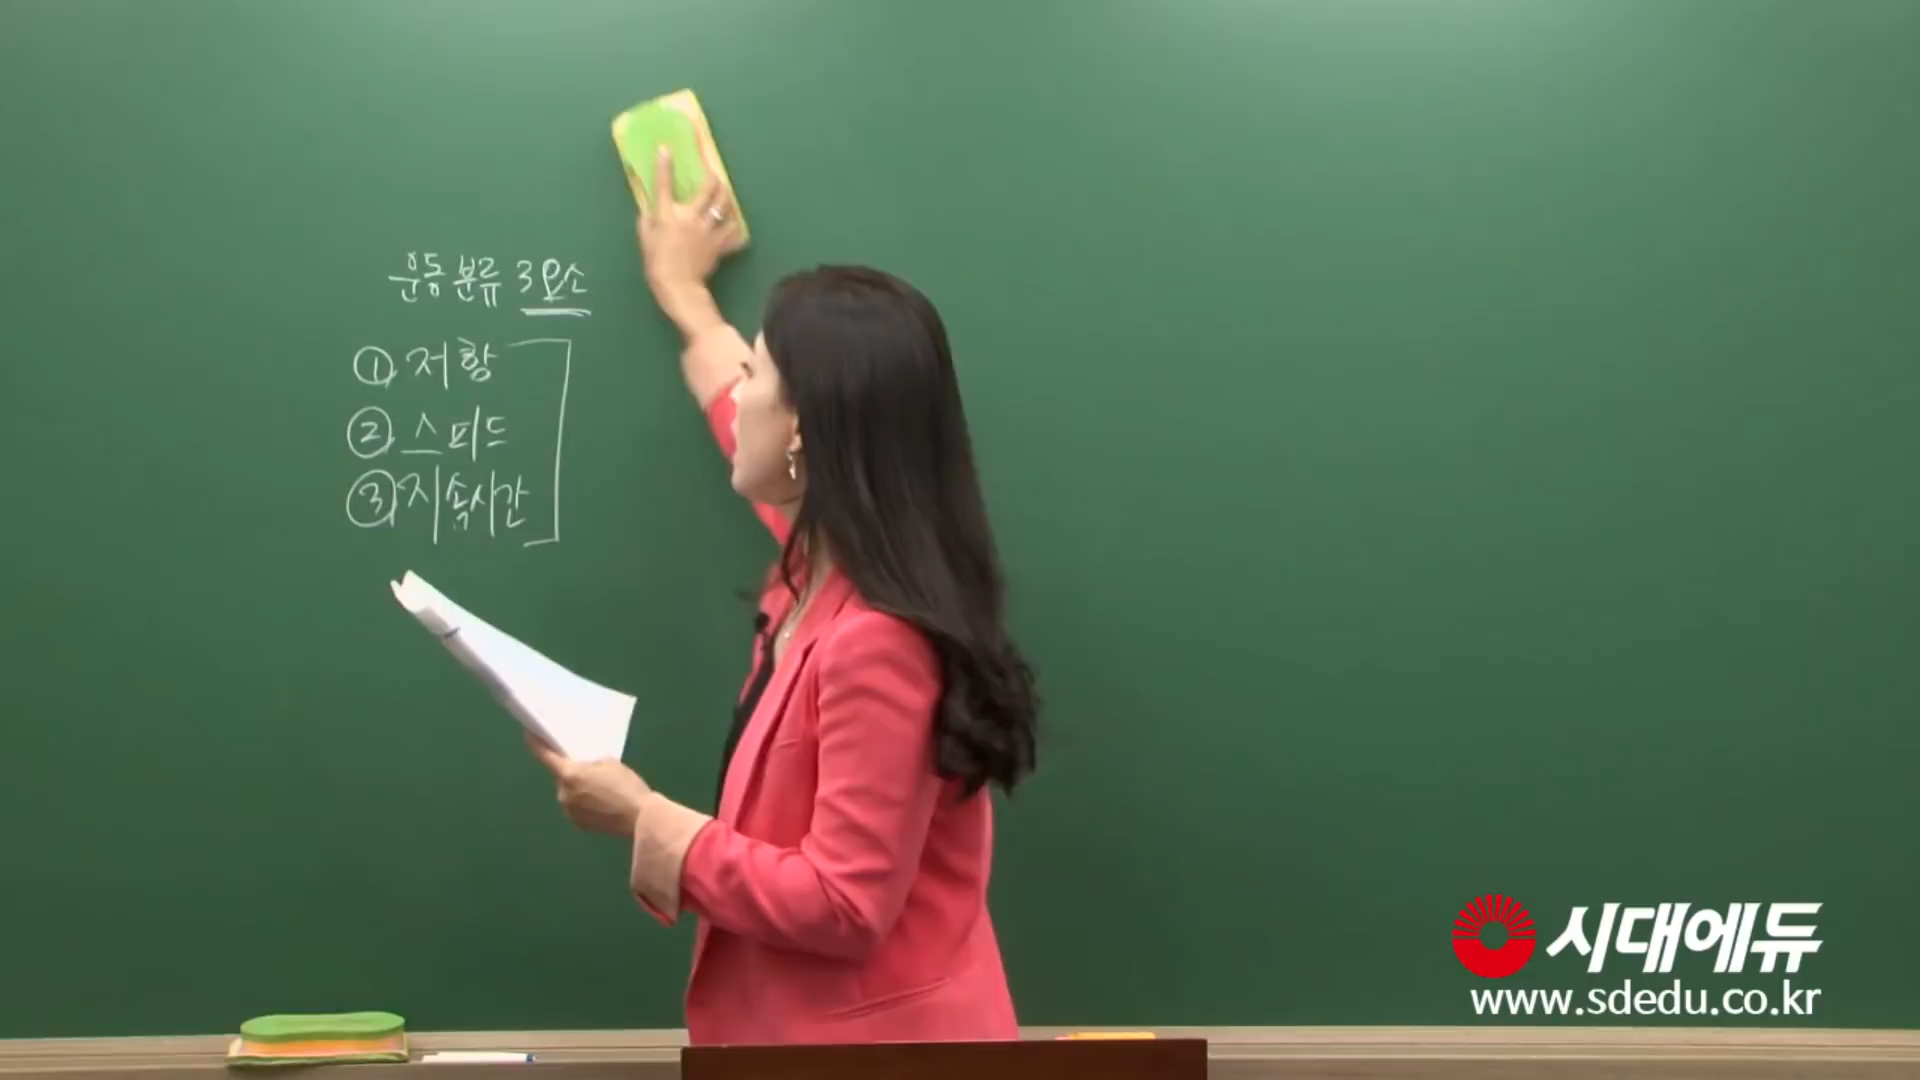 운동 분류 3요소
① 저항
② 스피드
③ 지속시간
시대에듀
www.sdedu.co.kr